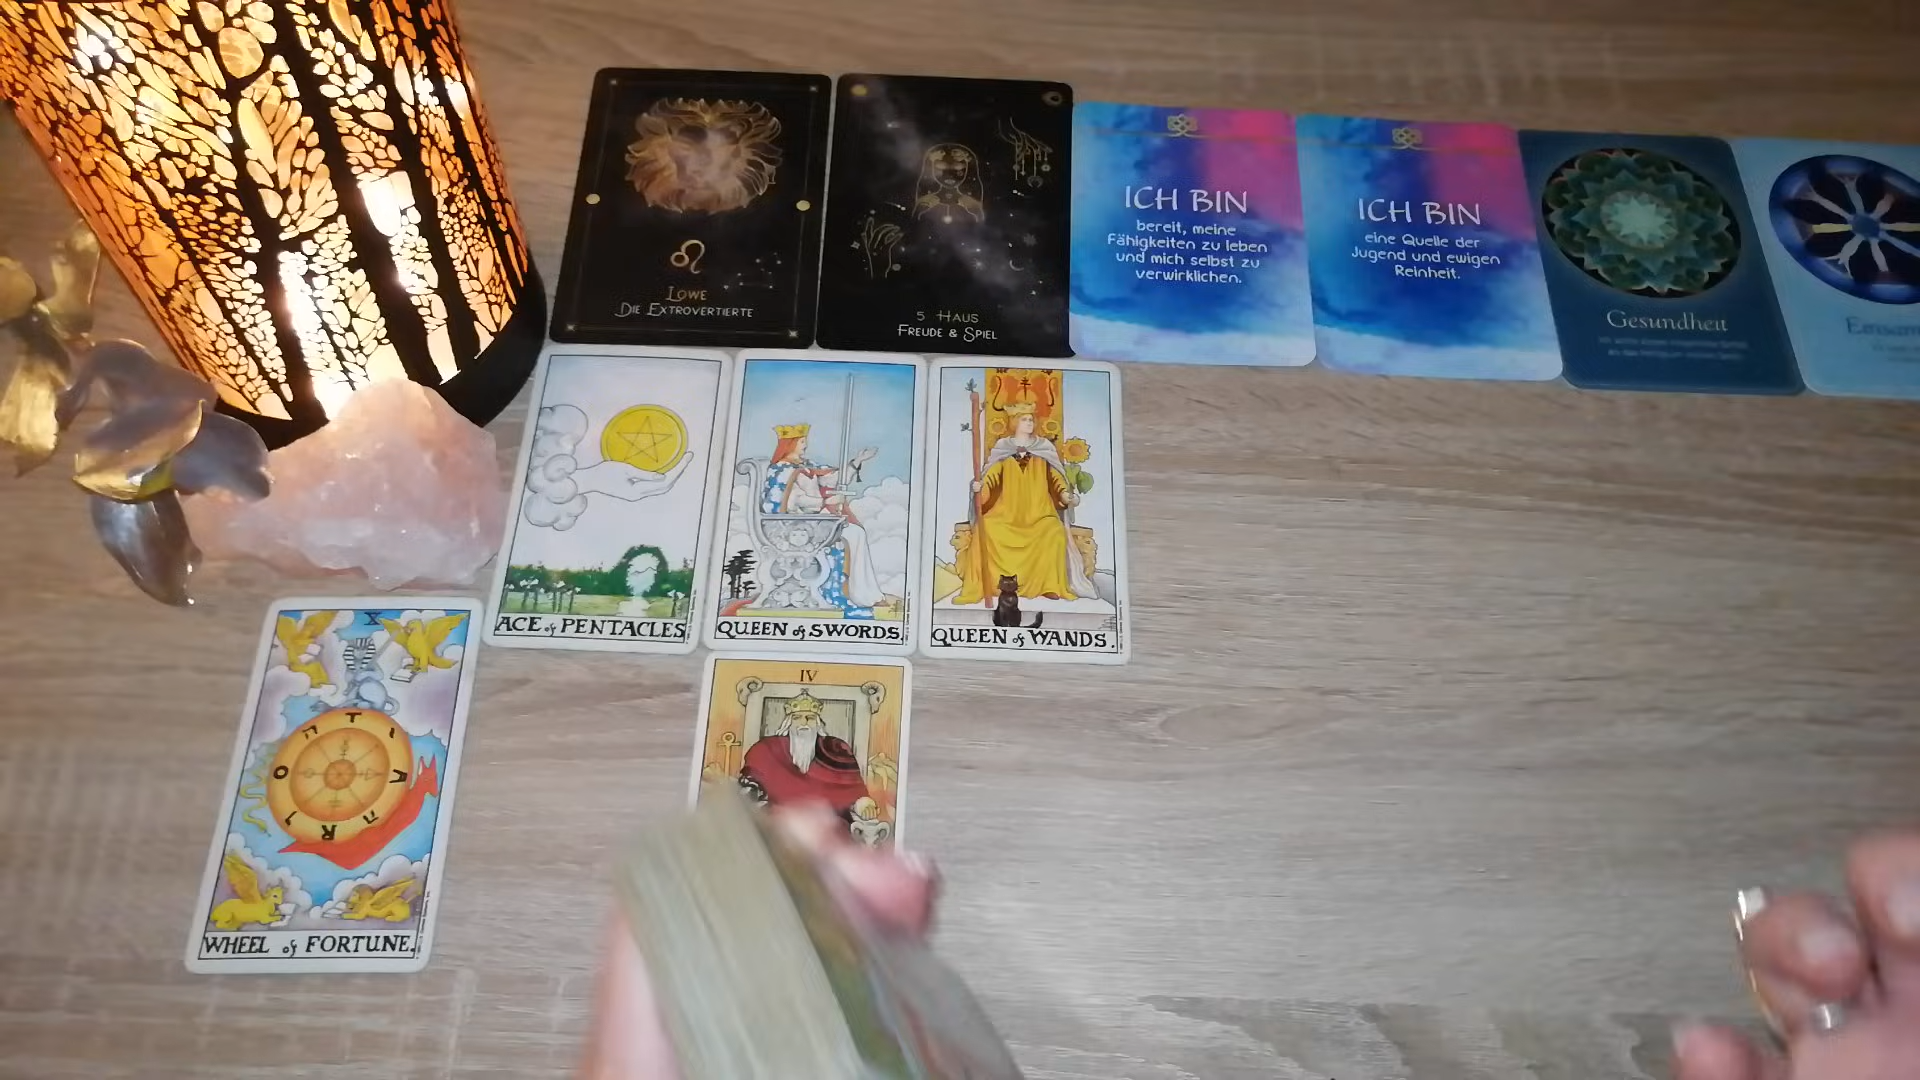 LÖWE
DIE EXTROVERTIERTE
5 HAUS
FREUDE & SPIEL
ICH BIN
bereit, meine
Fähigkeiten zu leben
und mich selbst zu
verwirklichen.
ICH BIN
eine Quelle der
Jugend und ewigen
Reinheit.
Gesundheit
ACE of PENTACLES
QUEEN of SWORDS.
QUEEN of WANDS.
X
T
A
O
R
WHEEL of FORTUNE.
IV